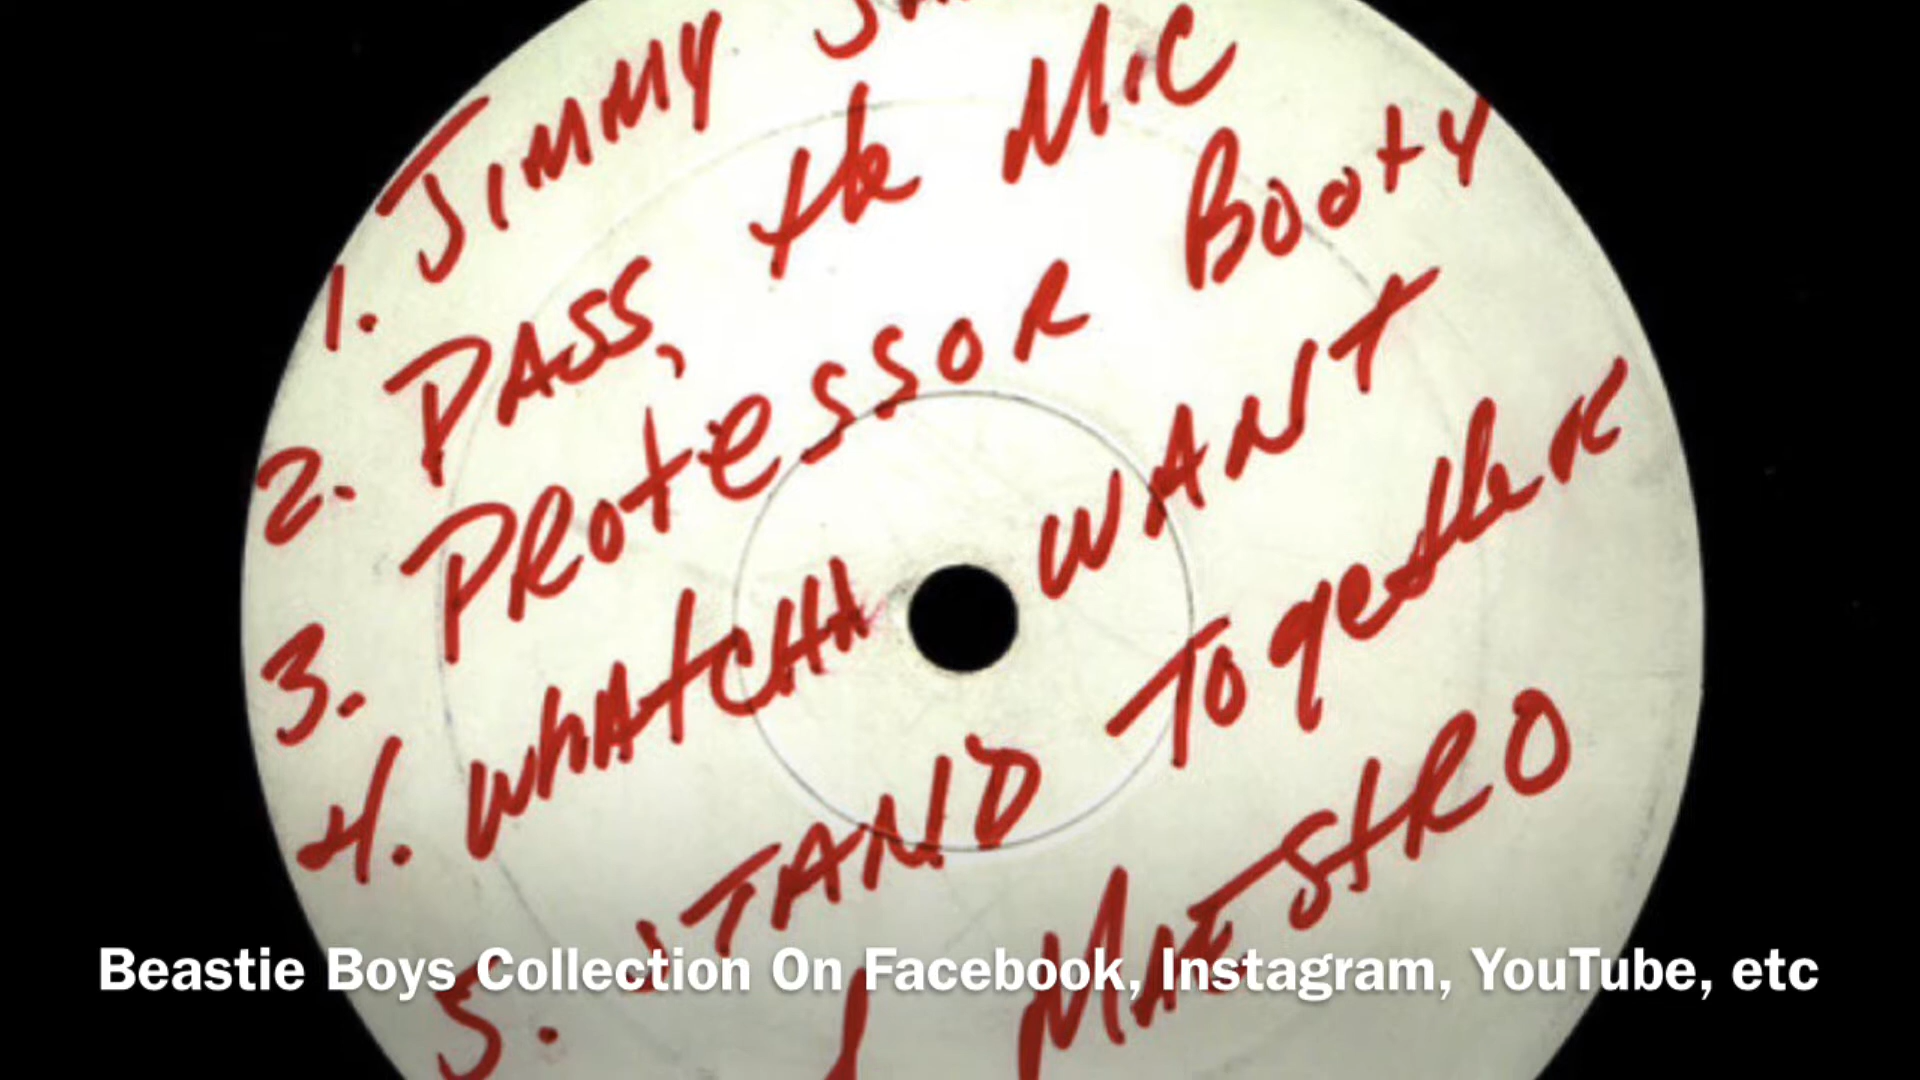 1. JIMMY
2. PASS, the MIC
3. PROfeSSOR Booty
4. WhATCHA WANT
5. STAND Together
MAESTRO
Beastie Boys Collection On Facebook, Instagram, YouTube, etc